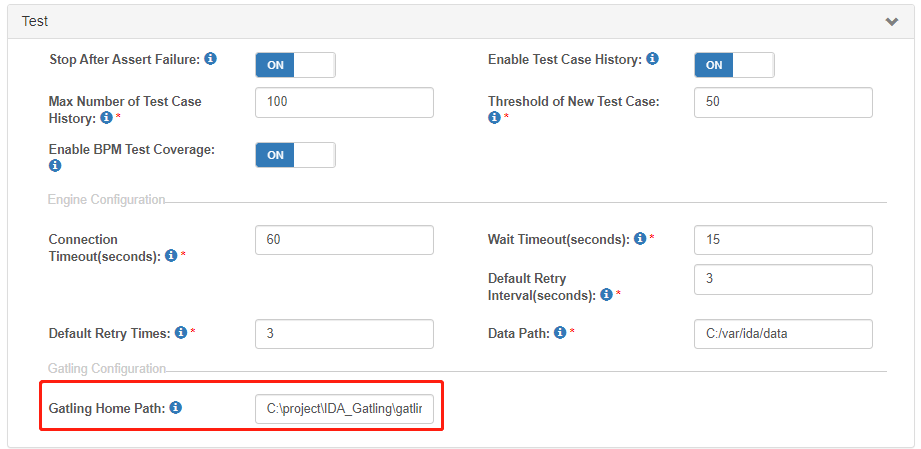 Test
Stop After Assert Failure:
ON
Enable Test Case History:
ON
Max Number of Test Case
History: *
100
Threshold of New Test Case:
*
50
Enable BPM Test Coverage:
ON
Engine Configuration
Connection
Timeout(seconds): *
60
Wait Timeout(seconds): *
15
Default Retry
Interval(seconds): *
3
Default Retry Times: *
3
Data Path: *
C:/var/ida/data
Gatling Configuration
Gatling Home Path:
C:\project\IDA_Gatling\gatlin